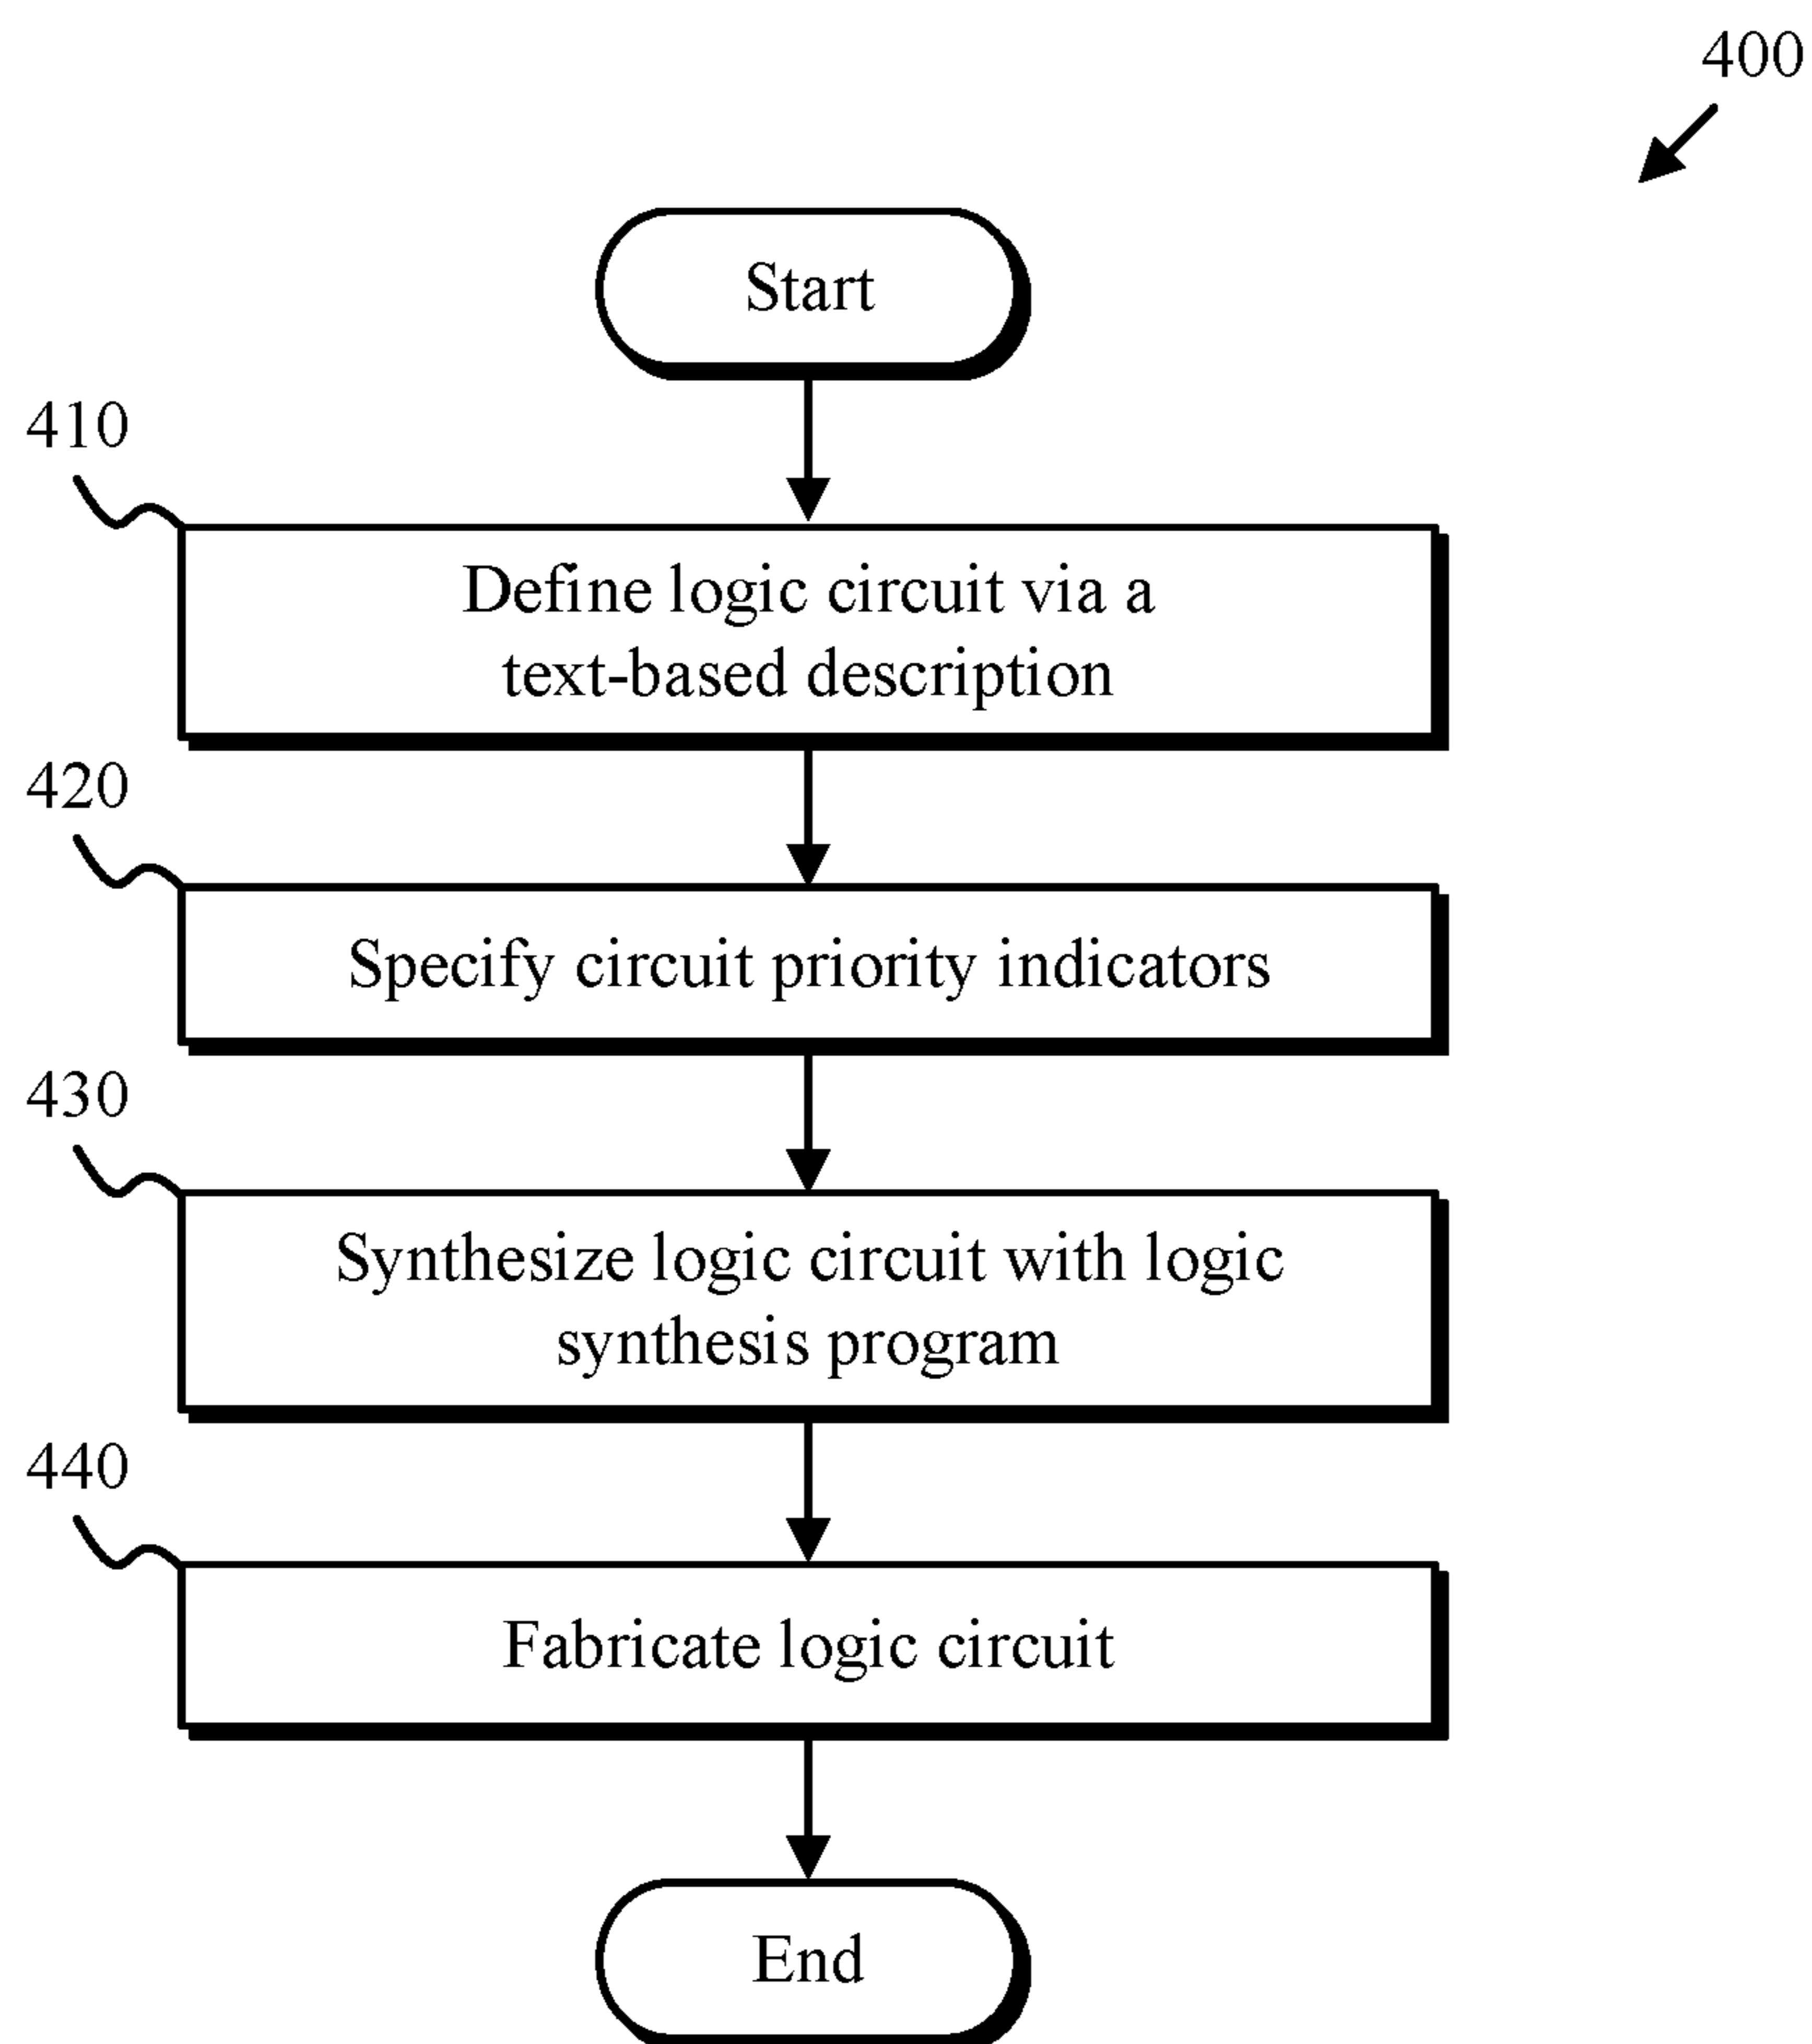 400
Start
410
Define logic circuit via a
text-based description
420
Specify circuit priority indicators
430
Synthesize logic circuit with logic
synthesis program
440
Fabricate logic circuit
End